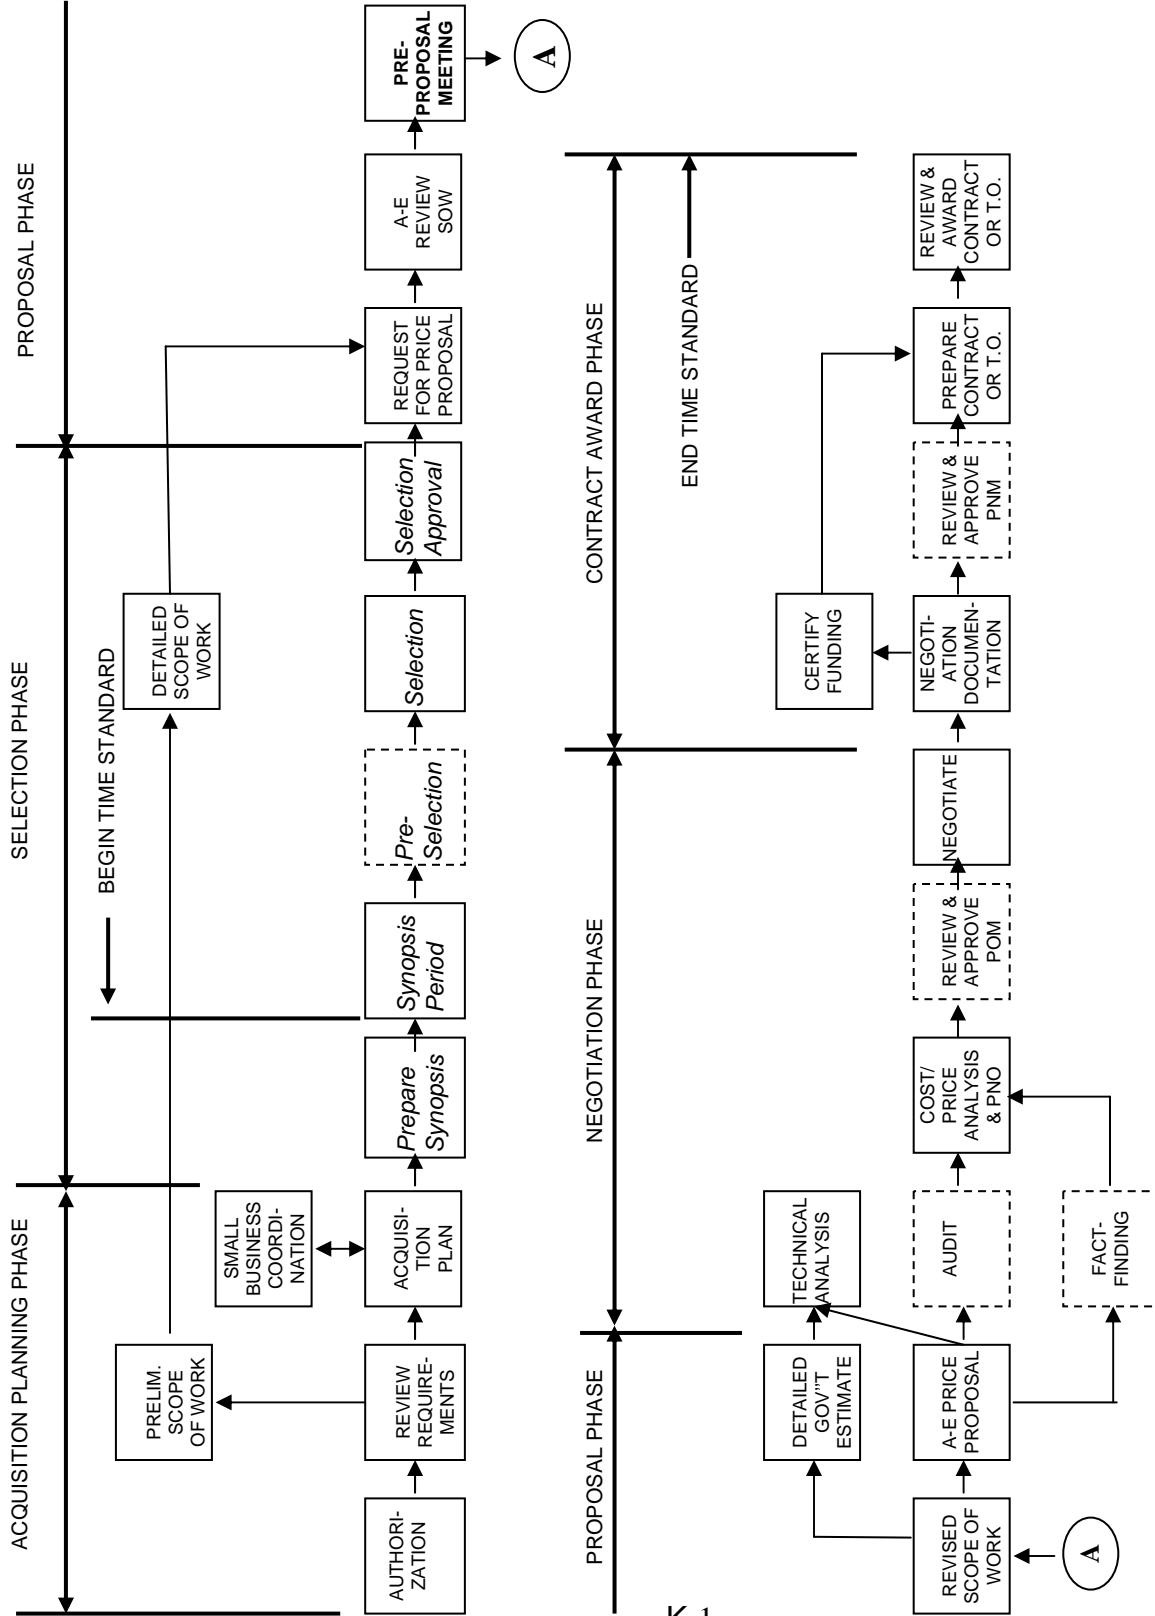 ACQUISITION PLANNING PHASE
SELECTION PHASE
PROPOSAL PHASE
BEGIN TIME STANDARD
PRELIM.
SCOPE
OF WORK
DETAILED
SCOPE OF
WORK
SMALL
BUSINESS
COORDI-
NATION
AUTHORI-
ZATION
REVIEW
REQUIRE-
MENTS
ACQUISI-
TION
PLAN
Prepare
Synopsis
Synopsis
Period
Pre-
Selection
Selection
Selection
Approval
REQUEST
FOR PRICE
PROPOSAL
A-E
REVIEW
SOW
PRE-
PROPOSAL
MEETING
A
PROPOSAL PHASE
NEGOTIATION PHASE
CONTRACT AWARD PHASE
END TIME STANDARD
DETAILED
GOV"T
ESTIMATE
TECHNICAL
ANALYSIS
CERTIFY
FUNDING
REVISED
SCOPE OF
WORK
A-E PRICE
PROPOSAL
AUDIT
COST/
PRICE
ANALYSIS
& PNO
REVIEW &
APPROVE
POM
NEGOTIATE
NEGOTI-
ATION
DOCUMEN-
TATION
REVIEW &
APPROVE
PNM
PREPARE
CONTRACT
OR T.O.
REVIEW &
AWARD
CONTRACT
OR T.O.
FACT-
FINDING
A
K-1